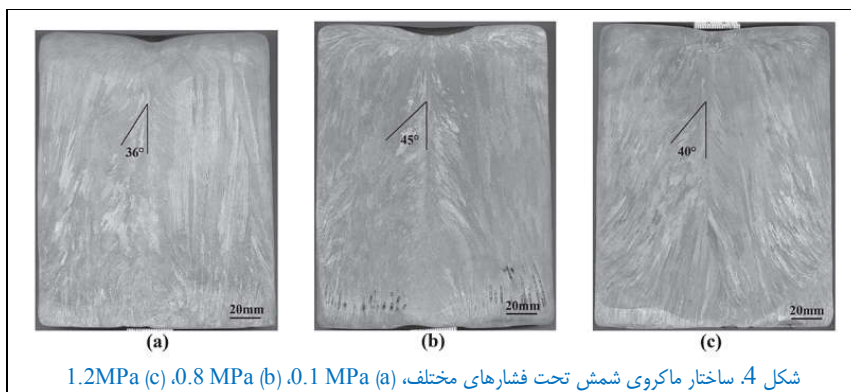 36°
45°
40°
20mm
20mm
20mm
(a)
(b)
(c)
شکل 4. ساختار ماکروی شمش تحت فشارهای مختلف، (a) 0.1 MPa، (b) 0.8 MPa، (c) 1.2MPa